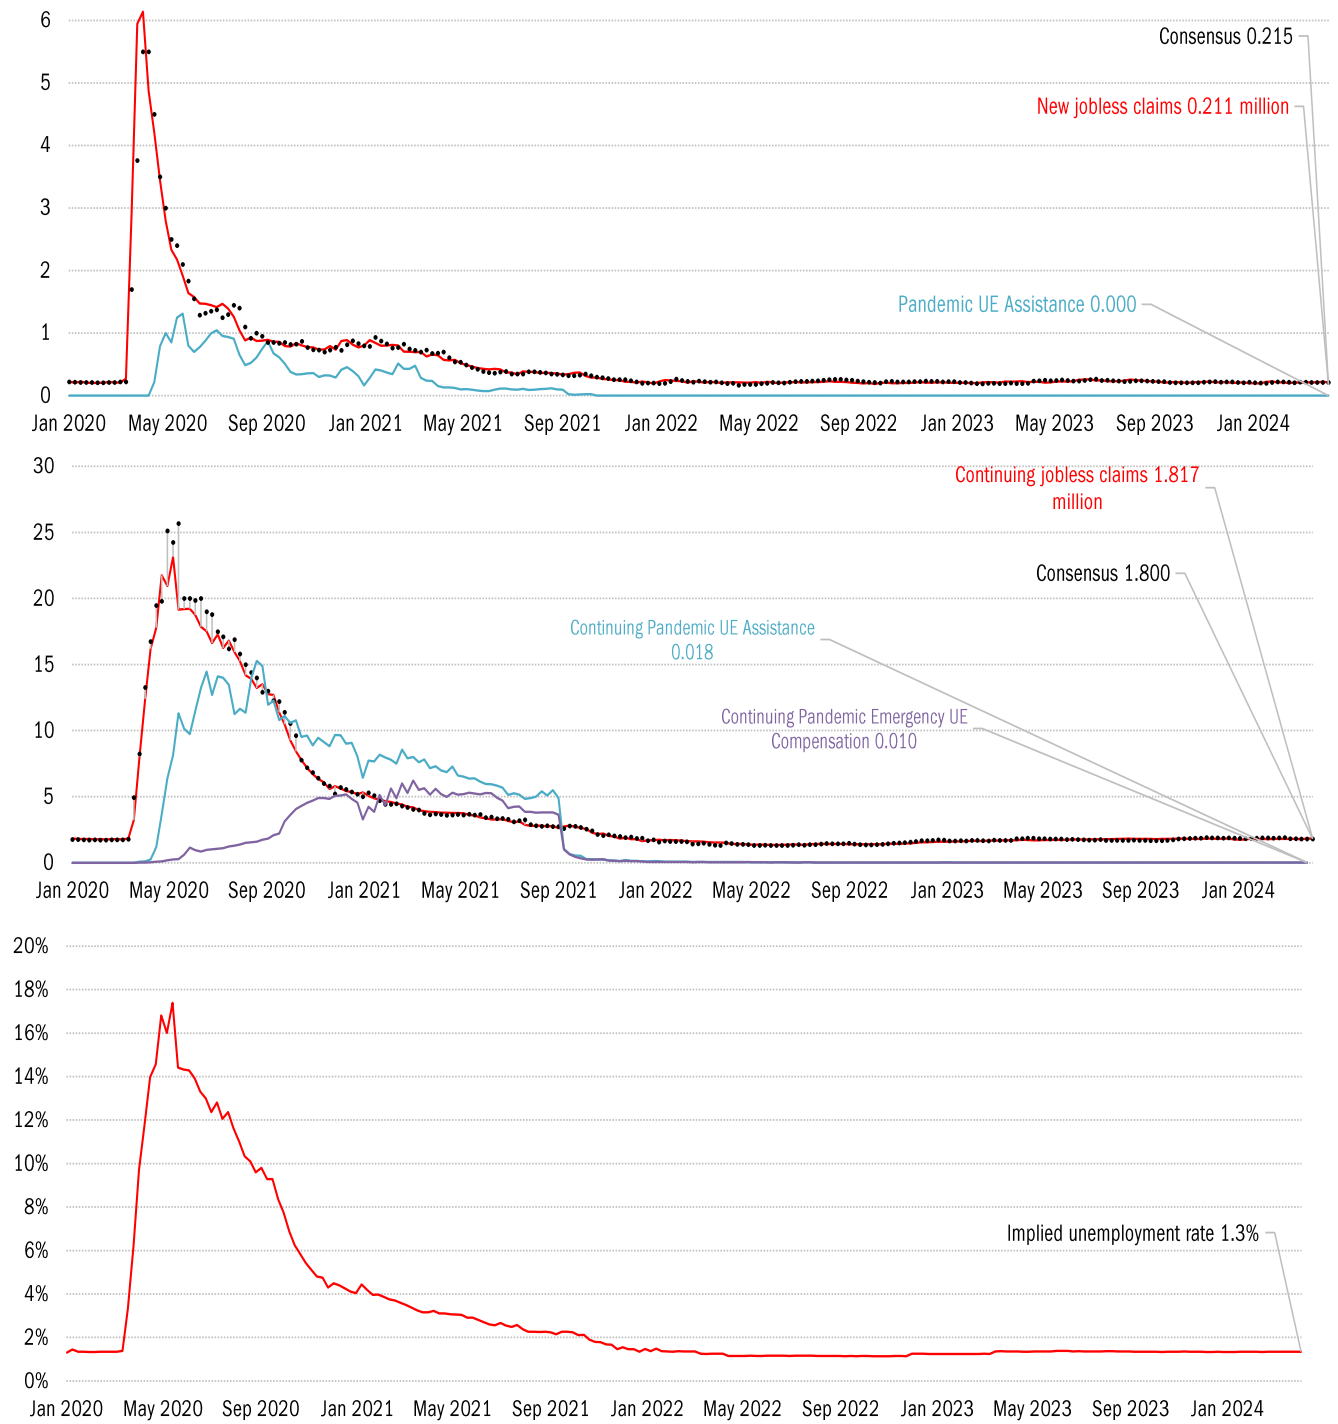 6
Consensus 0.215
5
New jobless claims 0.211 million
4
3
2
Pandemic UE Assistance 0.000
1
0
Jan 2020 May 2020 Sep 2020 Jan 2021 May 2021 Sep 2021 Jan 2022 May 2022 Sep 2022 Jan 2023 May 2023 Sep 2023 Jan 2024
30
Continuing jobless claims 1.817
million
25
Consensus 1.800
20
Continuing Pandemic UE Assistance
0.018
15
Continuing Pandemic Emergency UE
Compensation 0.010
10
5
0
Jan 2020 May 2020 Sep 2020 Jan 2021 May 2021 Sep 2021 Jan 2022 May 2022 Sep 2022 Jan 2023 May 2023 Sep 2023 Jan 2024
20%
18%
16%
14%
12%
10%
8%
Implied unemployment rate 1.3%
6%
4%
2%
0%
Jan 2020 May 2020 Sep 2020 Jan 2021 May 2021 Sep 2021 Jan 2022 May 2022 Sep 2022 Jan 2023 May 2023 Sep 2023 Jan 2024